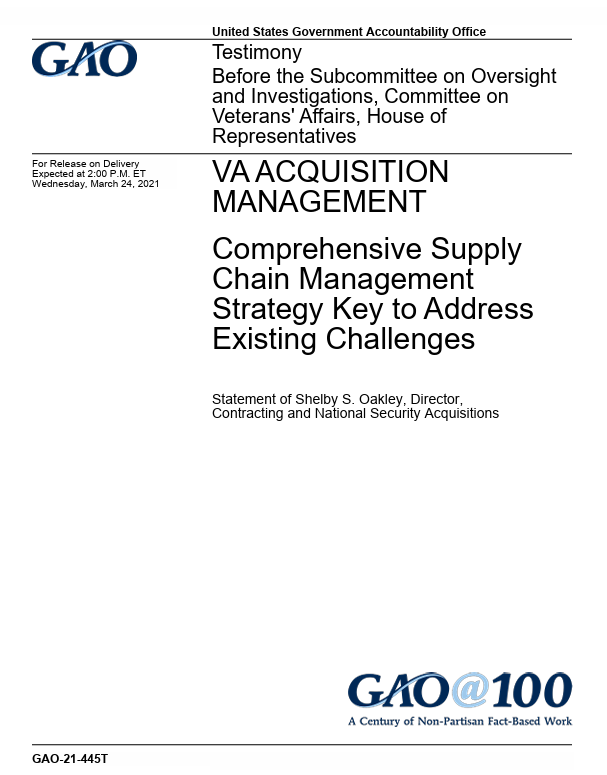 United States Government Accountability Office
GAO
Testimony
Before the Subcommittee on Oversight
and Investigations, Committee on
Veterans' Affairs, House of
Representatives
For Release on Delivery
Expected at 2:00 P.M. ET
Wednesday, March 24, 2021
VA ACQUISITION
MANAGEMENT
Comprehensive Supply
Chain Management
Strategy Key to Address
Existing Challenges
Statement of Shelby S. Oakley, Director,
Contracting and National Security Acquisitions
GAO@100
A Century of Non-Partisan Fact-Based Work
GAO-21-445T